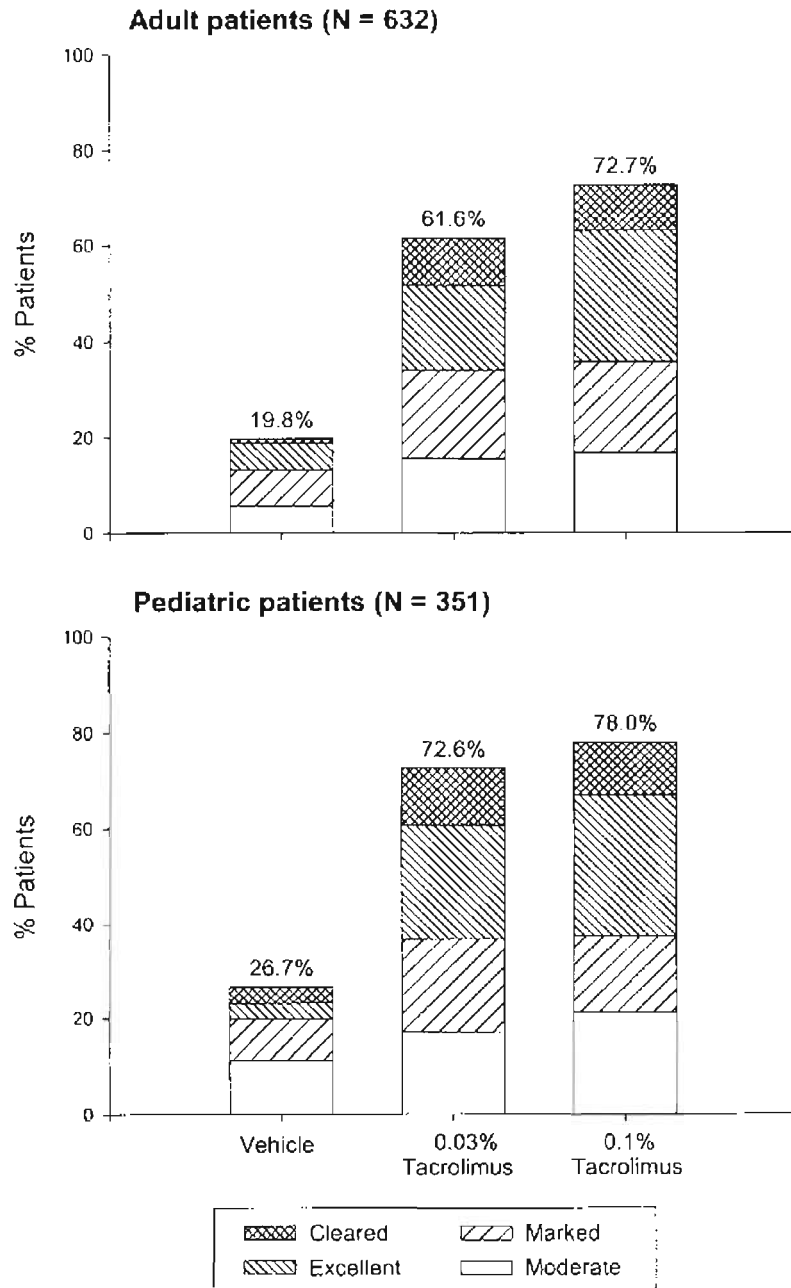 Adult patients (N = 632)
100
80
60
40
20
0
% Patients
19.8%
61.6%
72.7%
Pediatric patients (N = 351)
100
80
60
40
20
0
% Patients
26.7%
72.6%
78.0%
Vehicle
0.03%
Tacrolimus
0.1%
Tacrolimus
Cleared
Marked
Excellent
Moderate